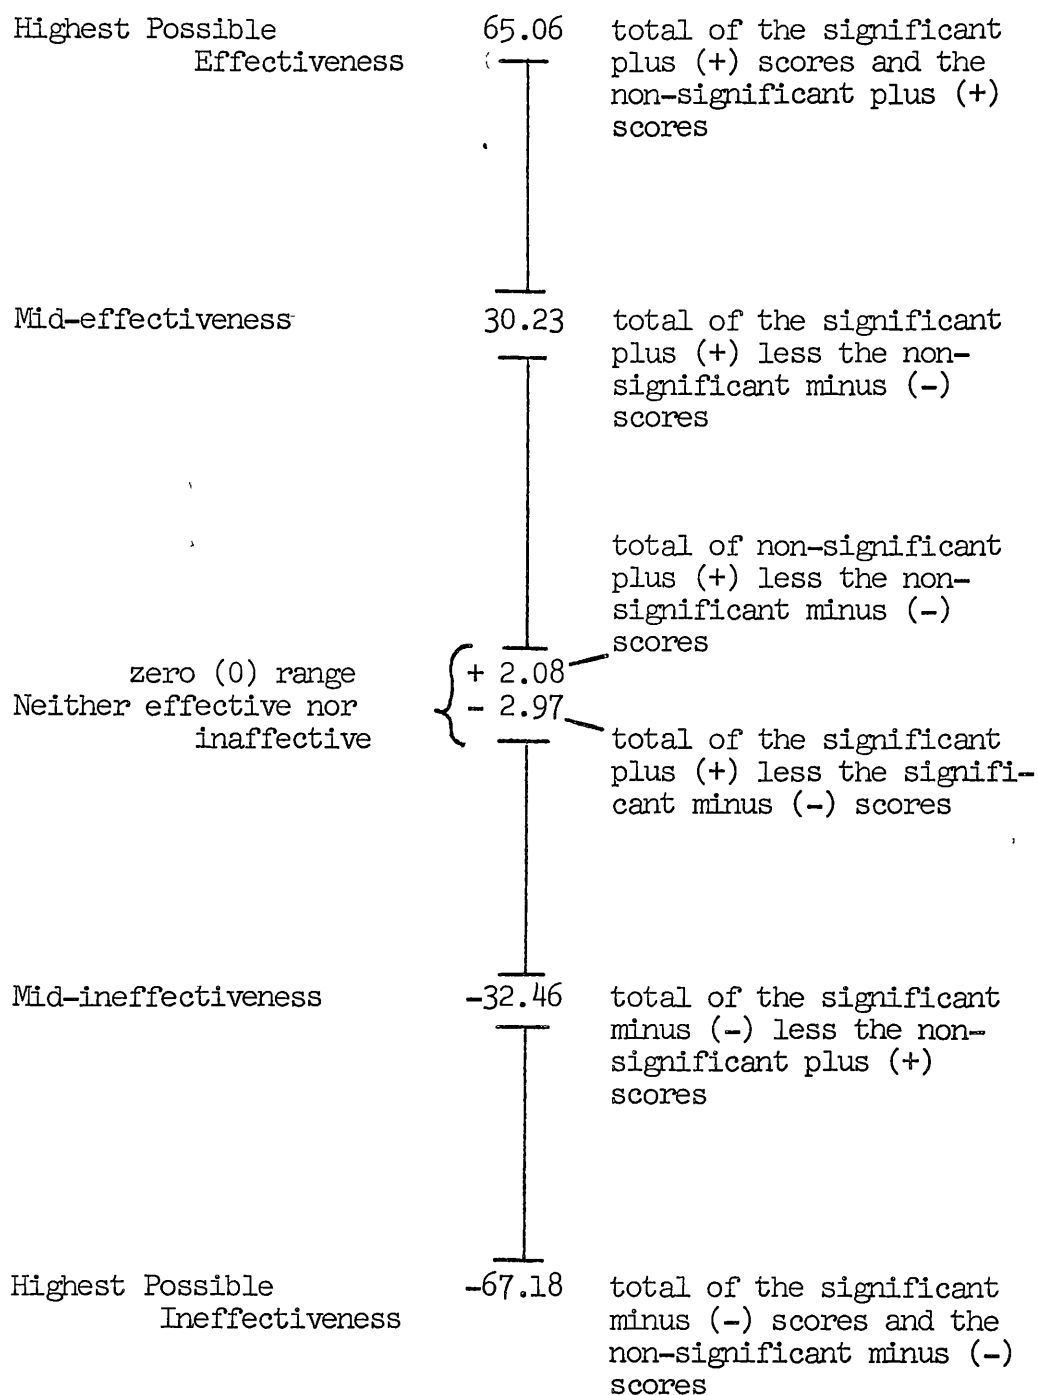 Highest Possible 65.06 total of the significant
Effectiveness plus (+) scores and the
non-significant plus (+)
scores
Mid-effectiveness 30.23 total of the significant
plus (+) less the non-
significant minus (-)
scores
total of non-significant
plus (+) less the non-
significant minus (-)
scores
zero (0) range + 2.08
Neither effective nor - 2.97
inaffective
total of the significant
plus (+) less the signifi-
cant minus (-) scores
Mid-ineffectiveness -32.46 total of the significant
minus (-) less the non-
significant plus (+)
scores
Highest Possible -67.18 total of the significant
Ineffectiveness minus (-) scores and the
non-significant minus (-)
scores